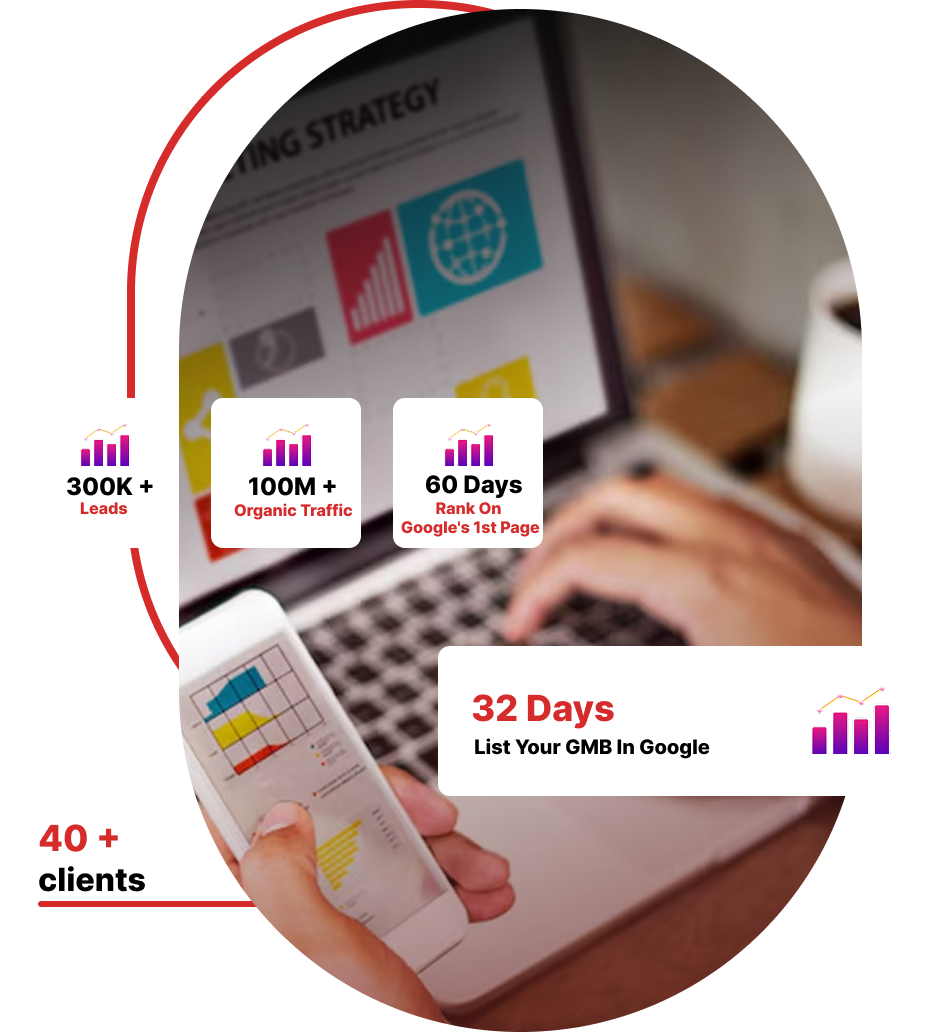 STRATEGY
300K +
Leads
100M +
Organic Traffic
60 Days
Rank On
Google's 1st Page
32 Days
List Your GMB In Google
40 +
clients